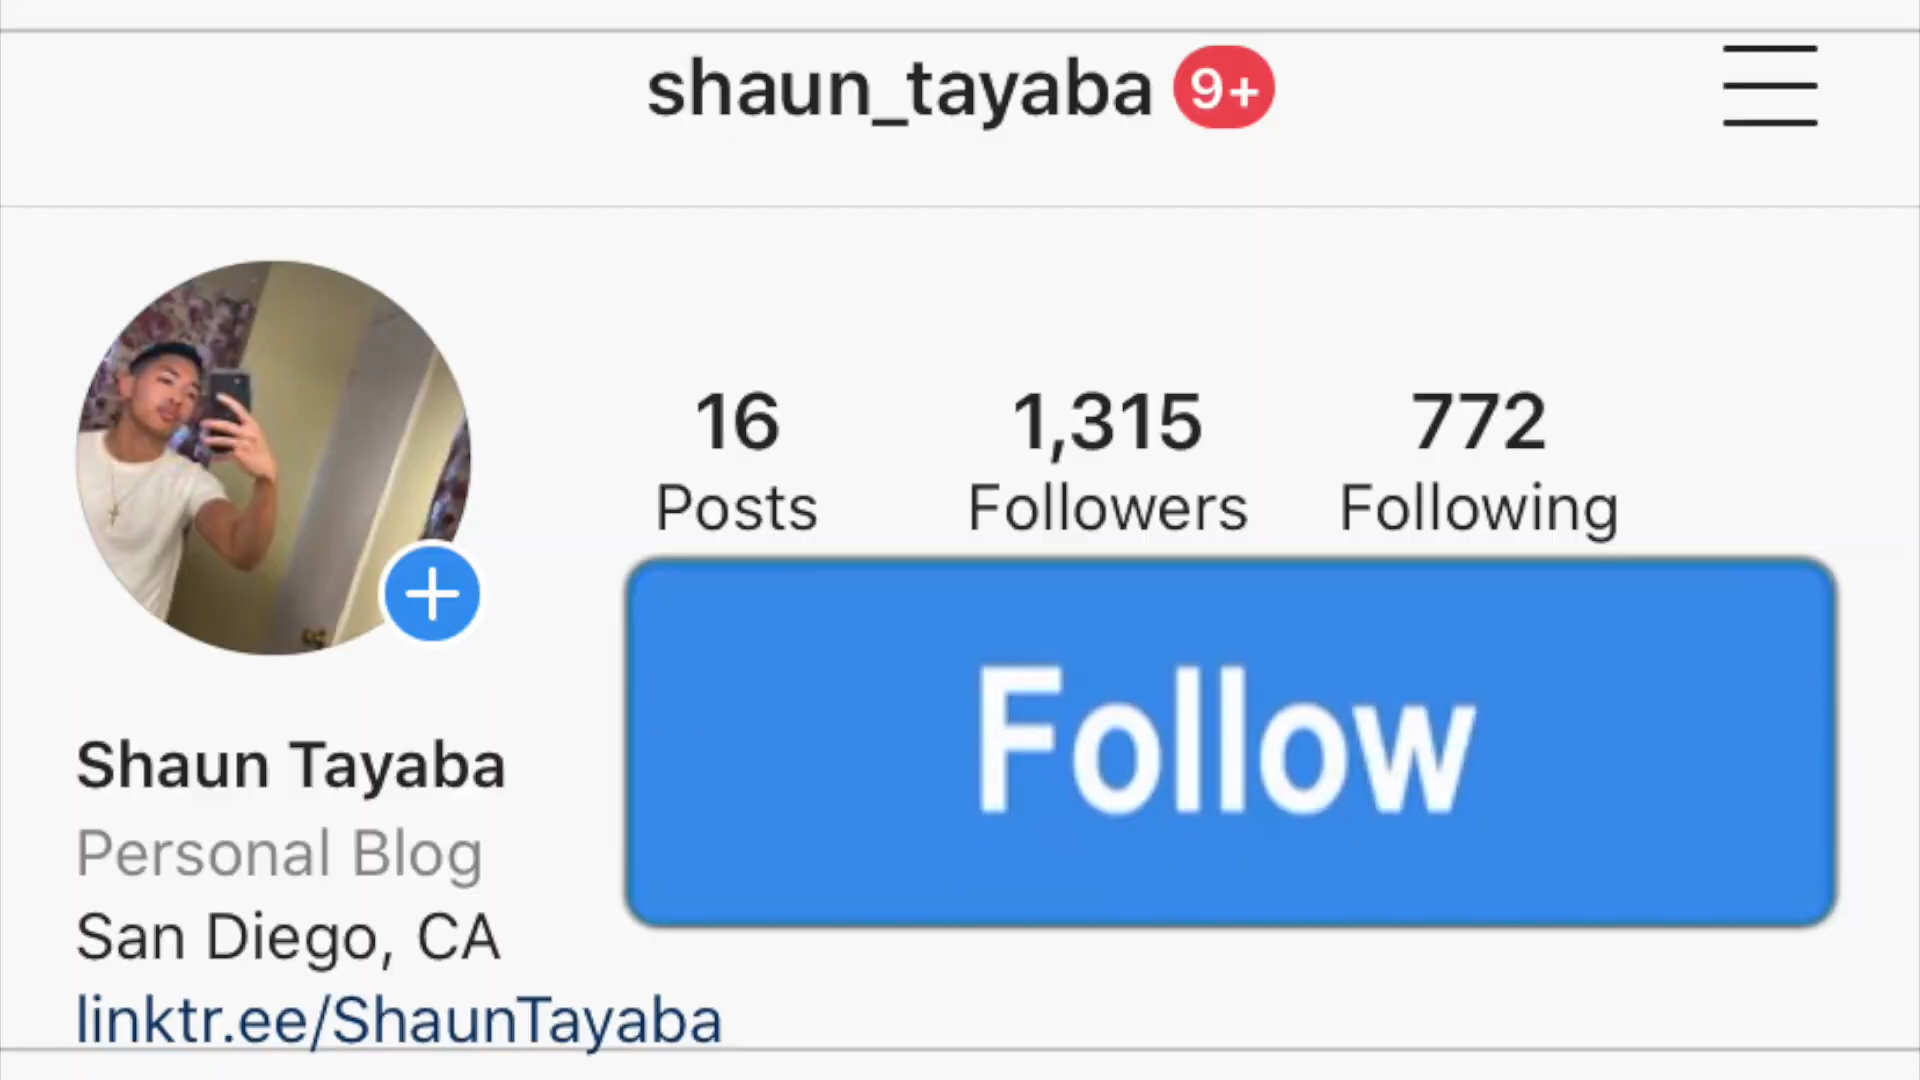 shaun_tayaba 9+
16 1,315 772
Posts Followers Following
Follow
Shaun Tayaba
Personal Blog
San Diego, CA
linktr.ee/ShaunTayaba